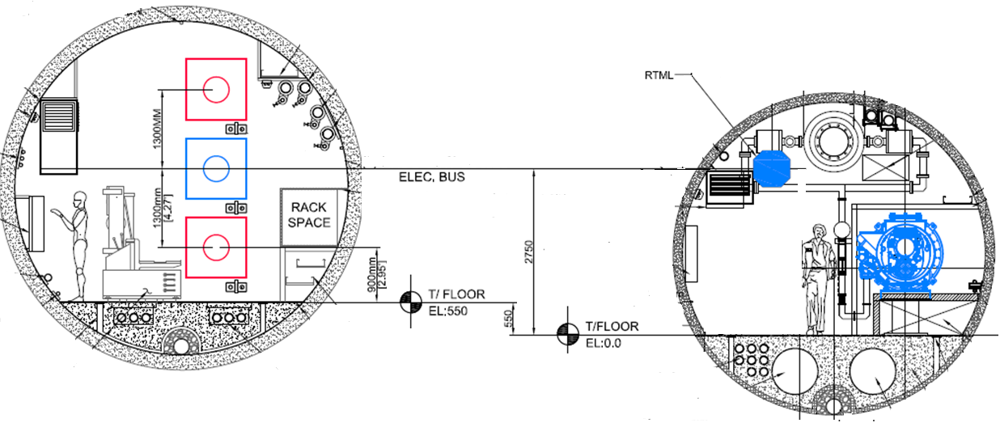 RTML
1300MM
ELEC, BUS
1300mm
[4.27']
RACK
SPACE
900mm
[2.95']
2750
T/ FLOOR
EL:550
550
T/FLOOR
EL:0.0